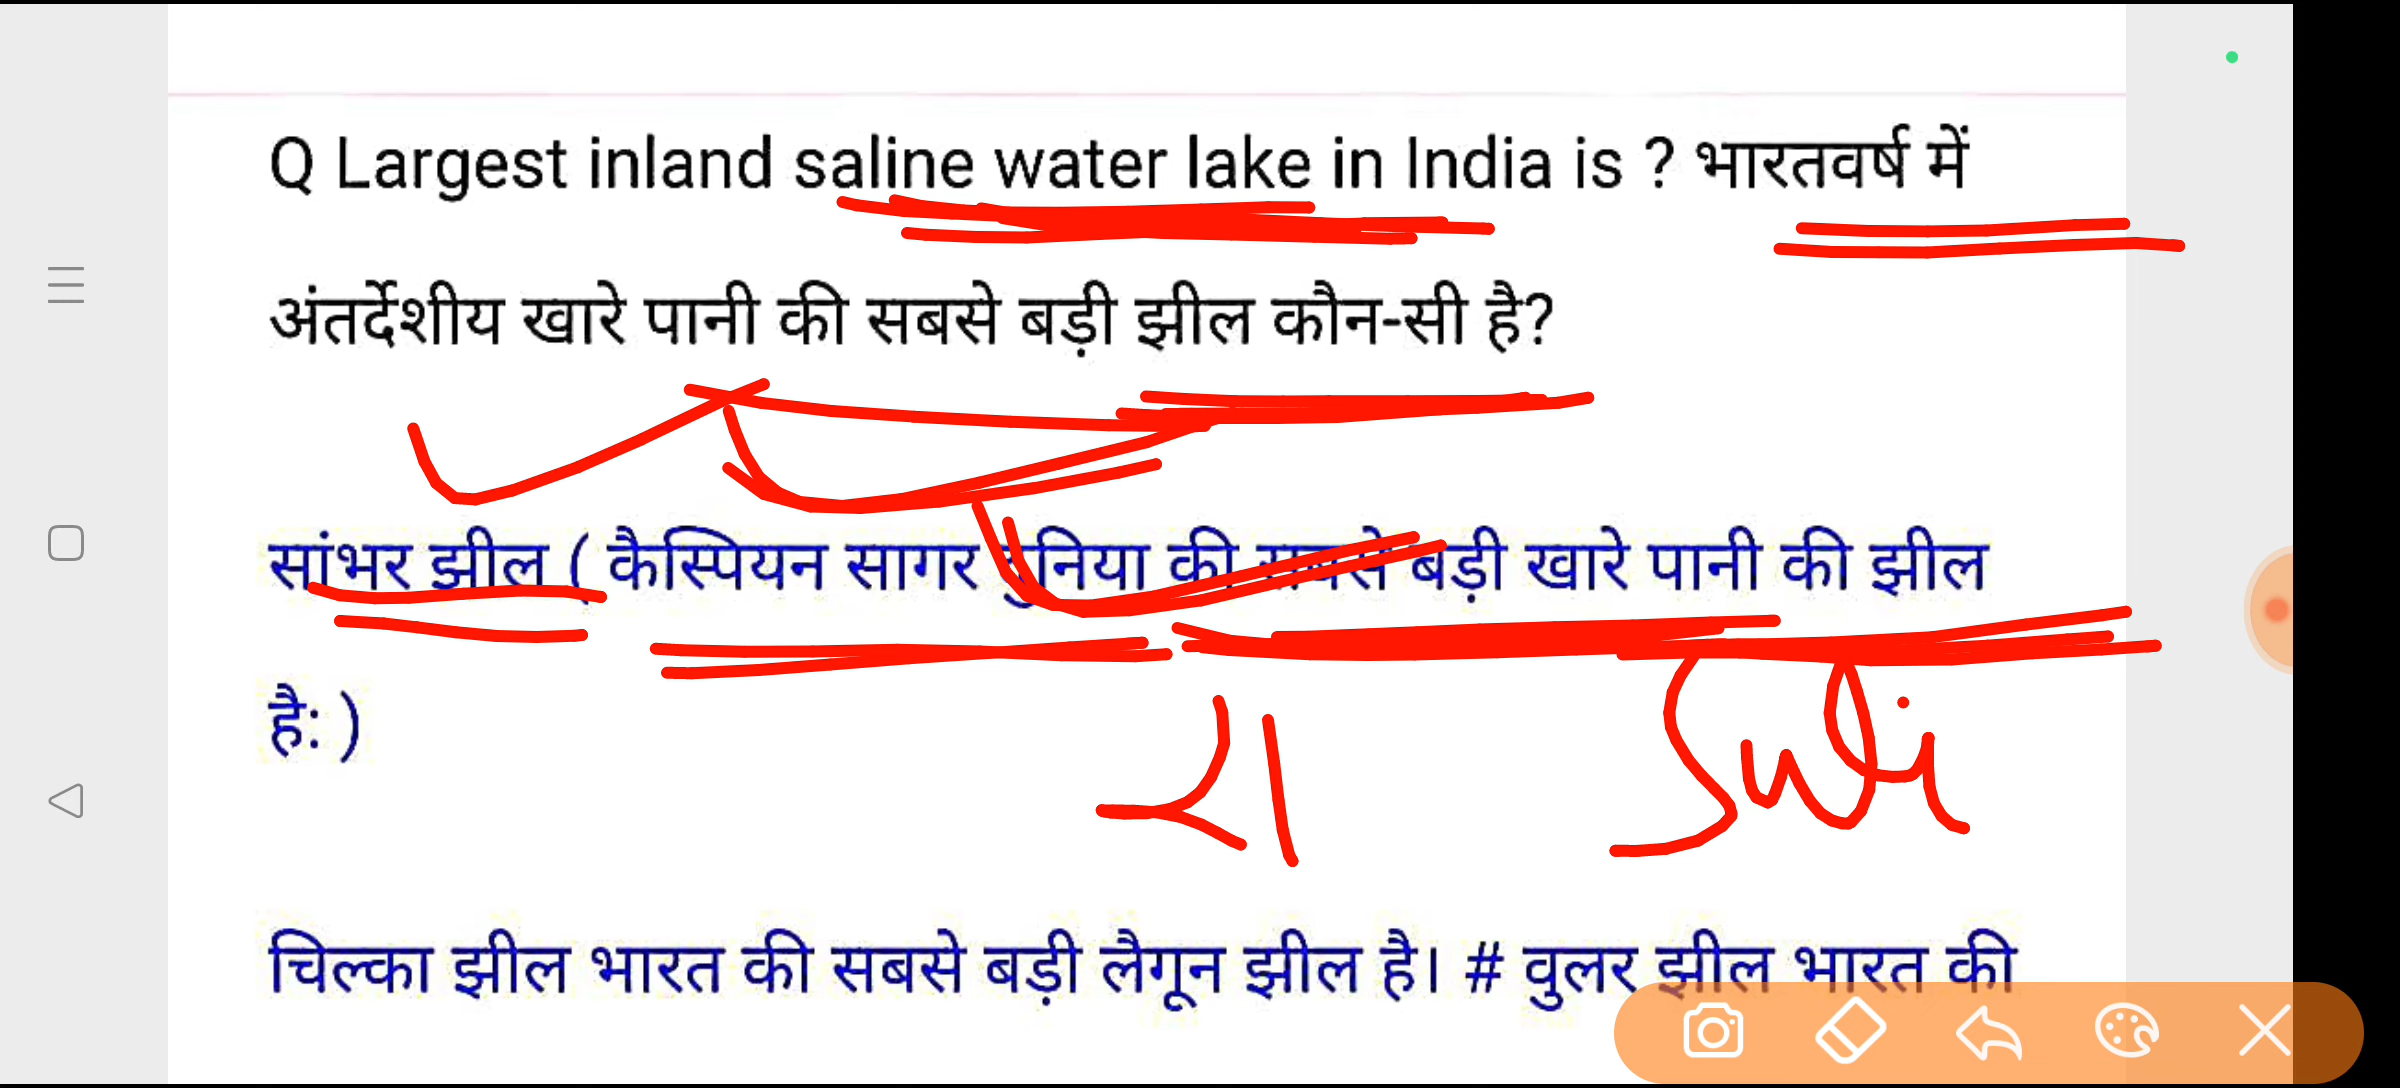 Q Largest inland saline water lake in India is ? भारतवर्ष में
अंतर्देशीय खारे पानी की सबसे बड़ी झील कौन-सी है?
सांभर झील ( कैस्पियन सागर दुनिया की सबसे बड़ी खारे पानी की झील
है: )
चिल्का झील भारत की सबसे बड़ी लैगून झील है। # वुलर झील भारत की